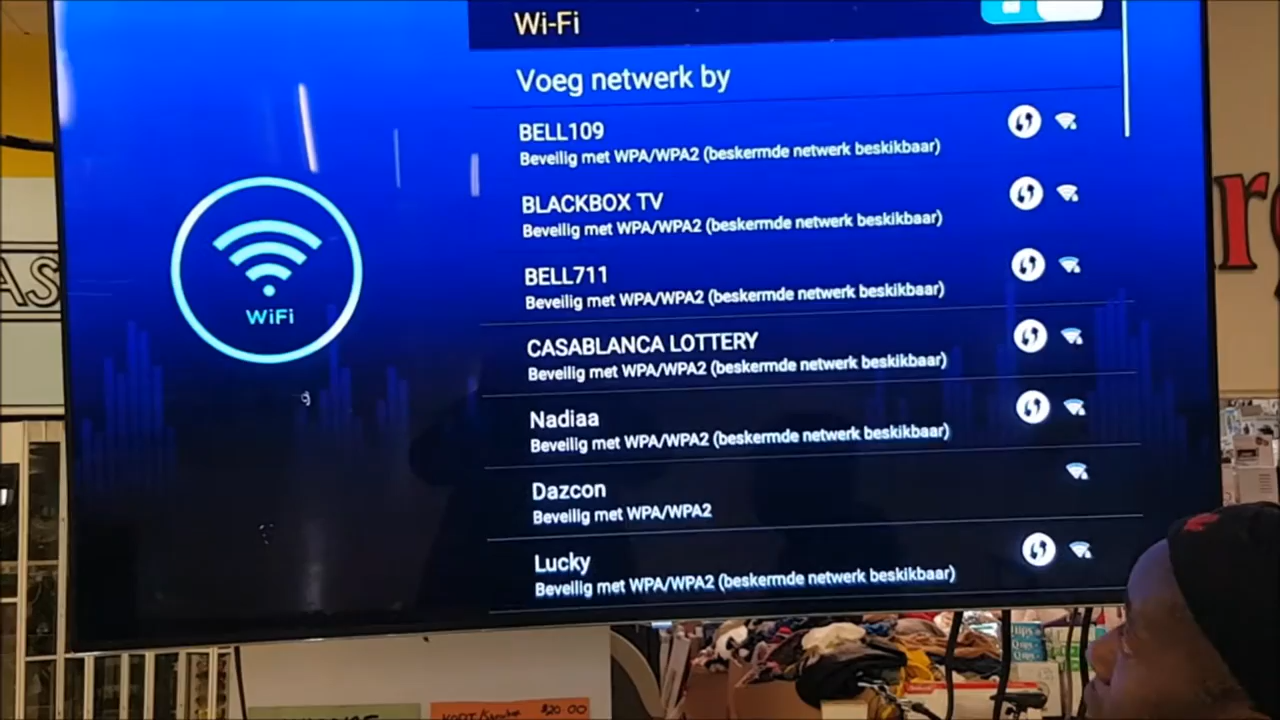 Wi-Fi
Voeg netwerk by
BELL109
Beveilig met WPA/WPA2 (beskermde netwerk beskikbaar)
BLACKBOX TV
Beveilig met WPA/WPA2 (beskermde netwerk beskikbaar)
BELL711
Beveilig met WPA/WPA2 (beskermde netwerk beskikbaar)
WiFi
CASABLANCA LOTTERY
Beveilig met WPA/WPA2 (beskermde netwerk beskikbaar)
Nadiaa
Beveilig met WPA/WPA2 (beskermde netwerk beskikbaar)
Dazcon
Beveilig met WPA/WPA2
Lucky
Beveilig met WPA/WPA2 (beskermde netwerk beskikbaar)
AS
r
$20.00